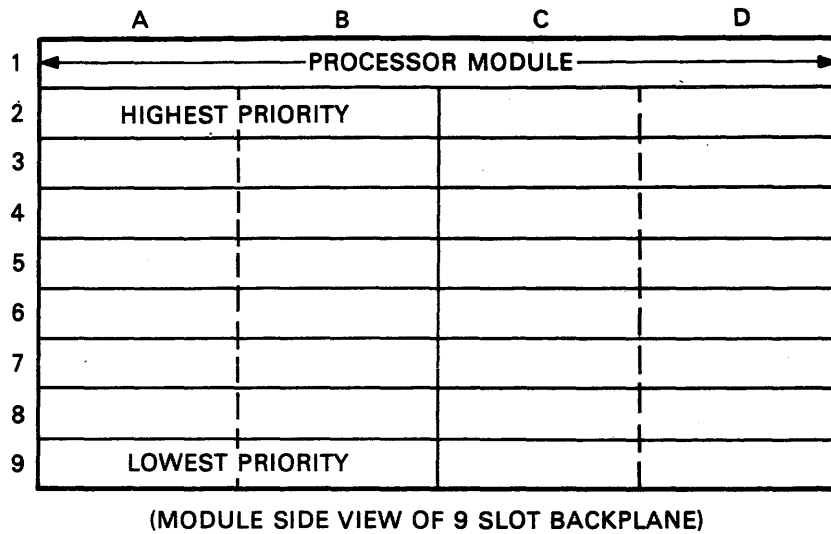 A B C D
1 PROCESSOR MODULE
2 HIGHEST PRIORITY
3
4
5
6
7
8
9 LOWEST PRIORITY
(MODULE SIDE VIEW OF 9 SLOT BACKPLANE)